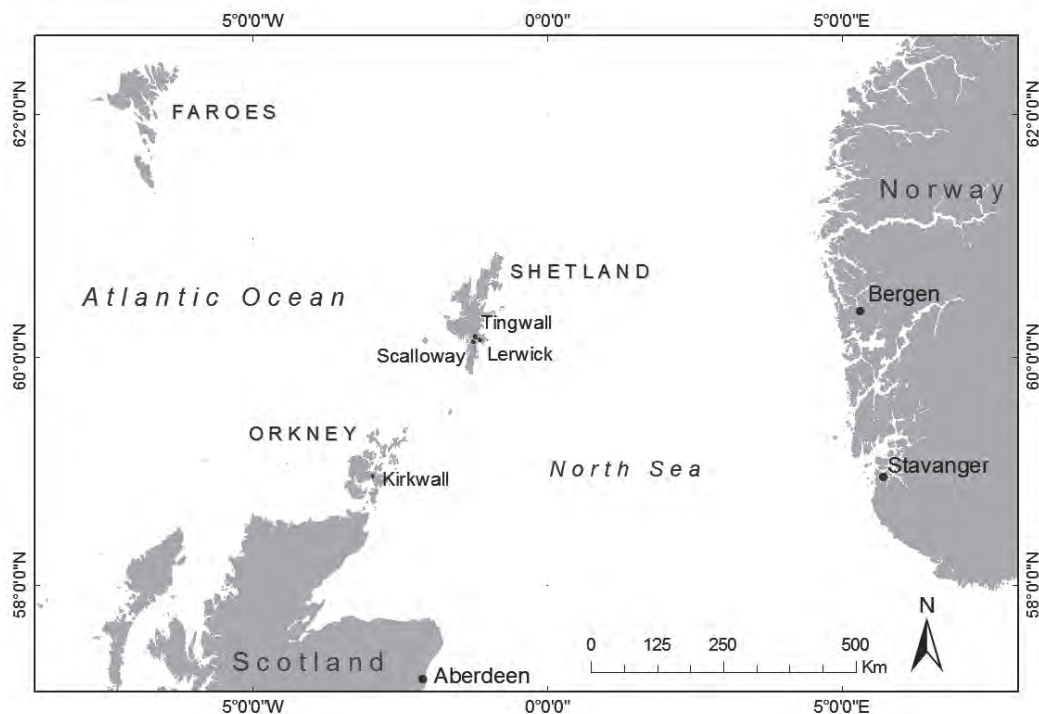 5°0'0"W 0°0'0" 5°0'0"E
62°0'0"N 62°0'0"N
FAROES
Norway
SHETLAND
Atlantic Ocean
Bergen
Tingwall
Scalloway Lerwick
60°0'0"N 60°0'0"N
ORKNEY
North Sea
Stavanger
Kirkwall
58°0'0"N 58°0'0"N
N
0 125 250 500
Km
Scotland
Aberdeen
5°0'0"W 0°0'0" 5°0'0"E